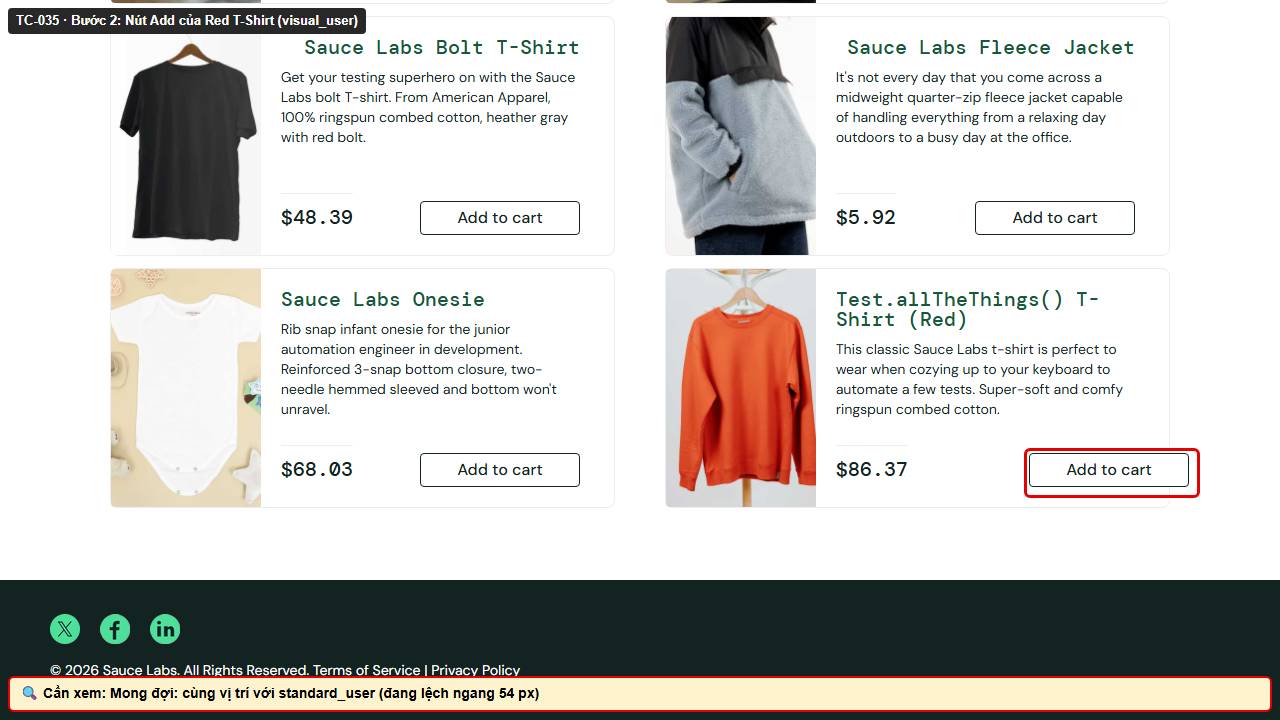 TC-035 · Bước 2: Nút Add của Red T-Shirt (visual_user)
Sauce Labs Bolt T-Shirt
Get your testing superhero on with the Sauce
Labs bolt T-shirt. From American Apparel,
100% ringspun combed cotton, heather gray
with red bolt.
$48.39
Add to cart
Sauce Labs Fleece Jacket
It's not every day that you come across a
midweight quarter-zip fleece jacket capable
of handling everything from a relaxing day
outdoors to a busy day at the office.
$5.92
Add to cart
Sauce Labs Onesie
Rib snap infant onesie for the junior
automation engineer in development.
Reinforced 3-snap bottom closure, two-
needle hemmed sleeved and bottom won't
unravel.
$68.03
Add to cart
Test.allTheThings() T-
Shirt (Red)
This classic Sauce Labs t-shirt is perfect to
wear when cozying up to your keyboard to
automate a few tests. Super-soft and comfy
ringspun combed cotton.
$86.37
Add to cart
© 2026 Sauce Labs. All Rights Reserved. Terms of Service | Privacy Policy
🔍 Cần xem: Mong đợi: cùng vị trí với standard_user (đang lệch ngang 54 px)